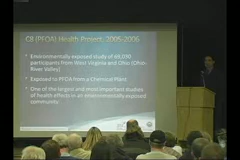 C8 (PFOA) Health Project, 2005-2006
Environmentally exposed study of 69,030
participants from West Virginia and Ohio (Ohio-
River Valley)
Exposed to PFOA from a Chemical Plant
One of the largest and most important studies
of health effects in an environmentally exposed
community.